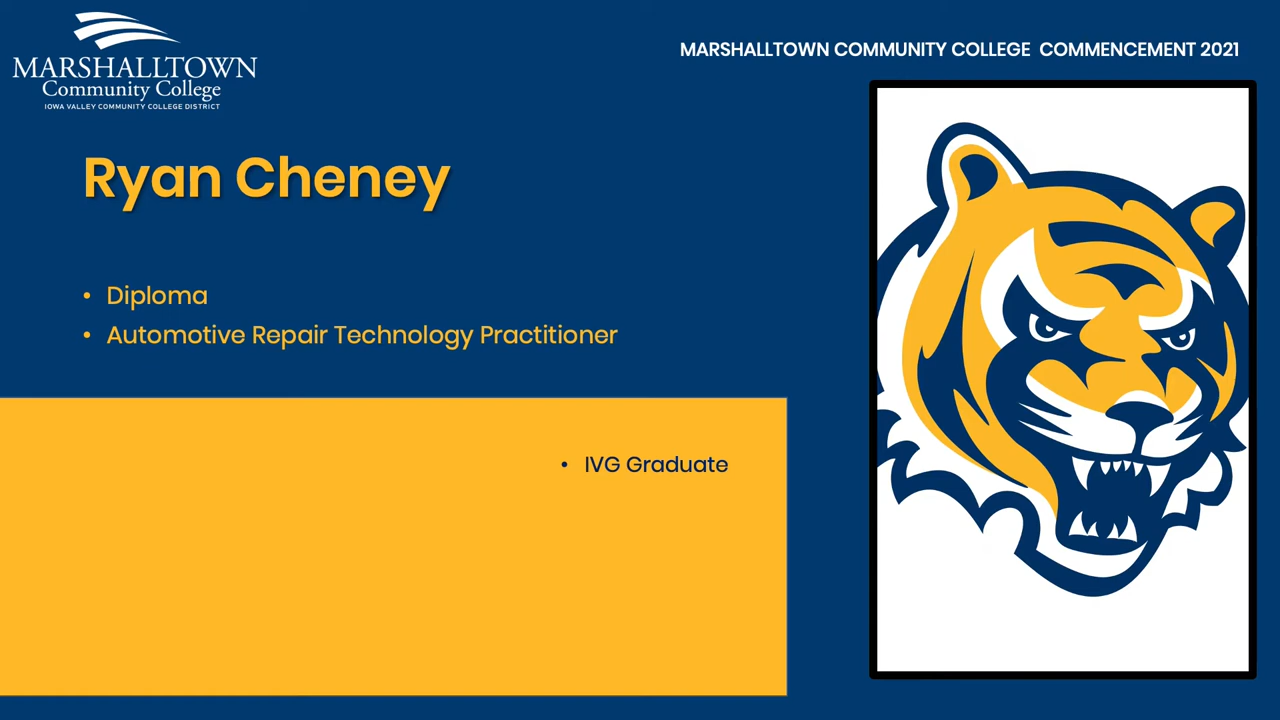 MARSHALLTOWN
Community College
IOWA VALLEY COMMUNITY COLLEGE DISTRICT
MARSHALLTOWN COMMUNITY COLLEGE  COMMENCEMENT 2021
Ryan Cheney
• Diploma
• Automotive Repair Technology Practitioner
• IVG Graduate